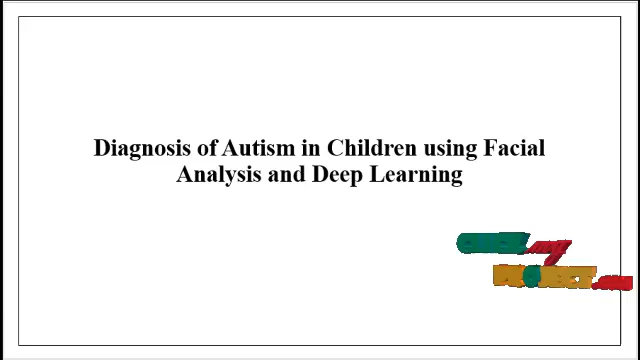 Diagnosis of Autism in Children using Facial
Analysis and Deep Learning